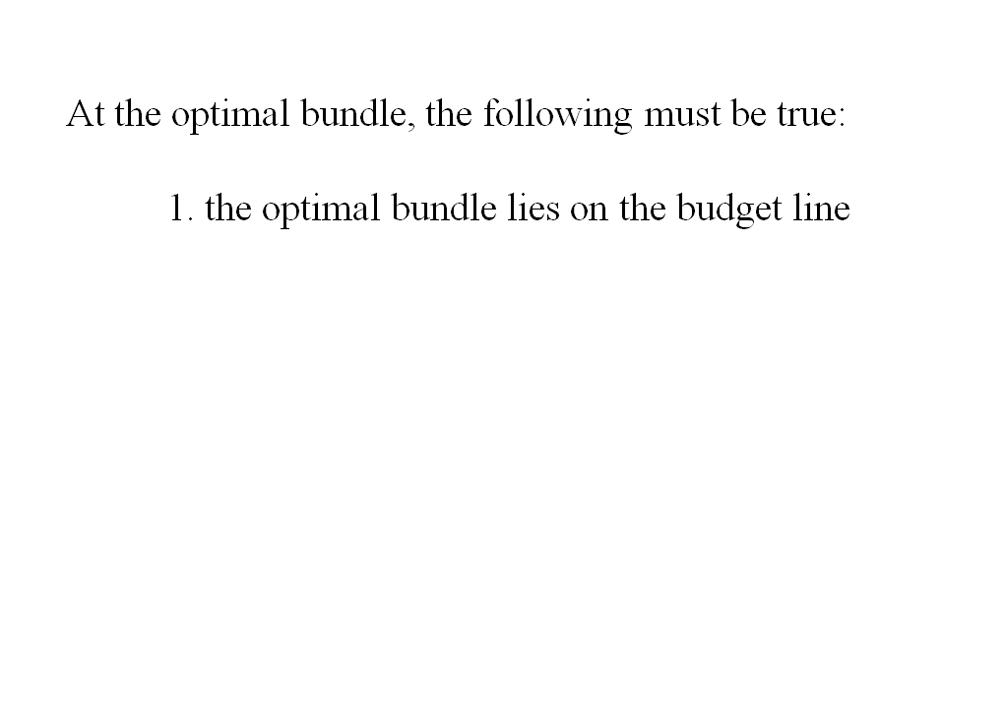 At the optimal bundle, the following must be true:
1. the optimal bundle lies on the budget line